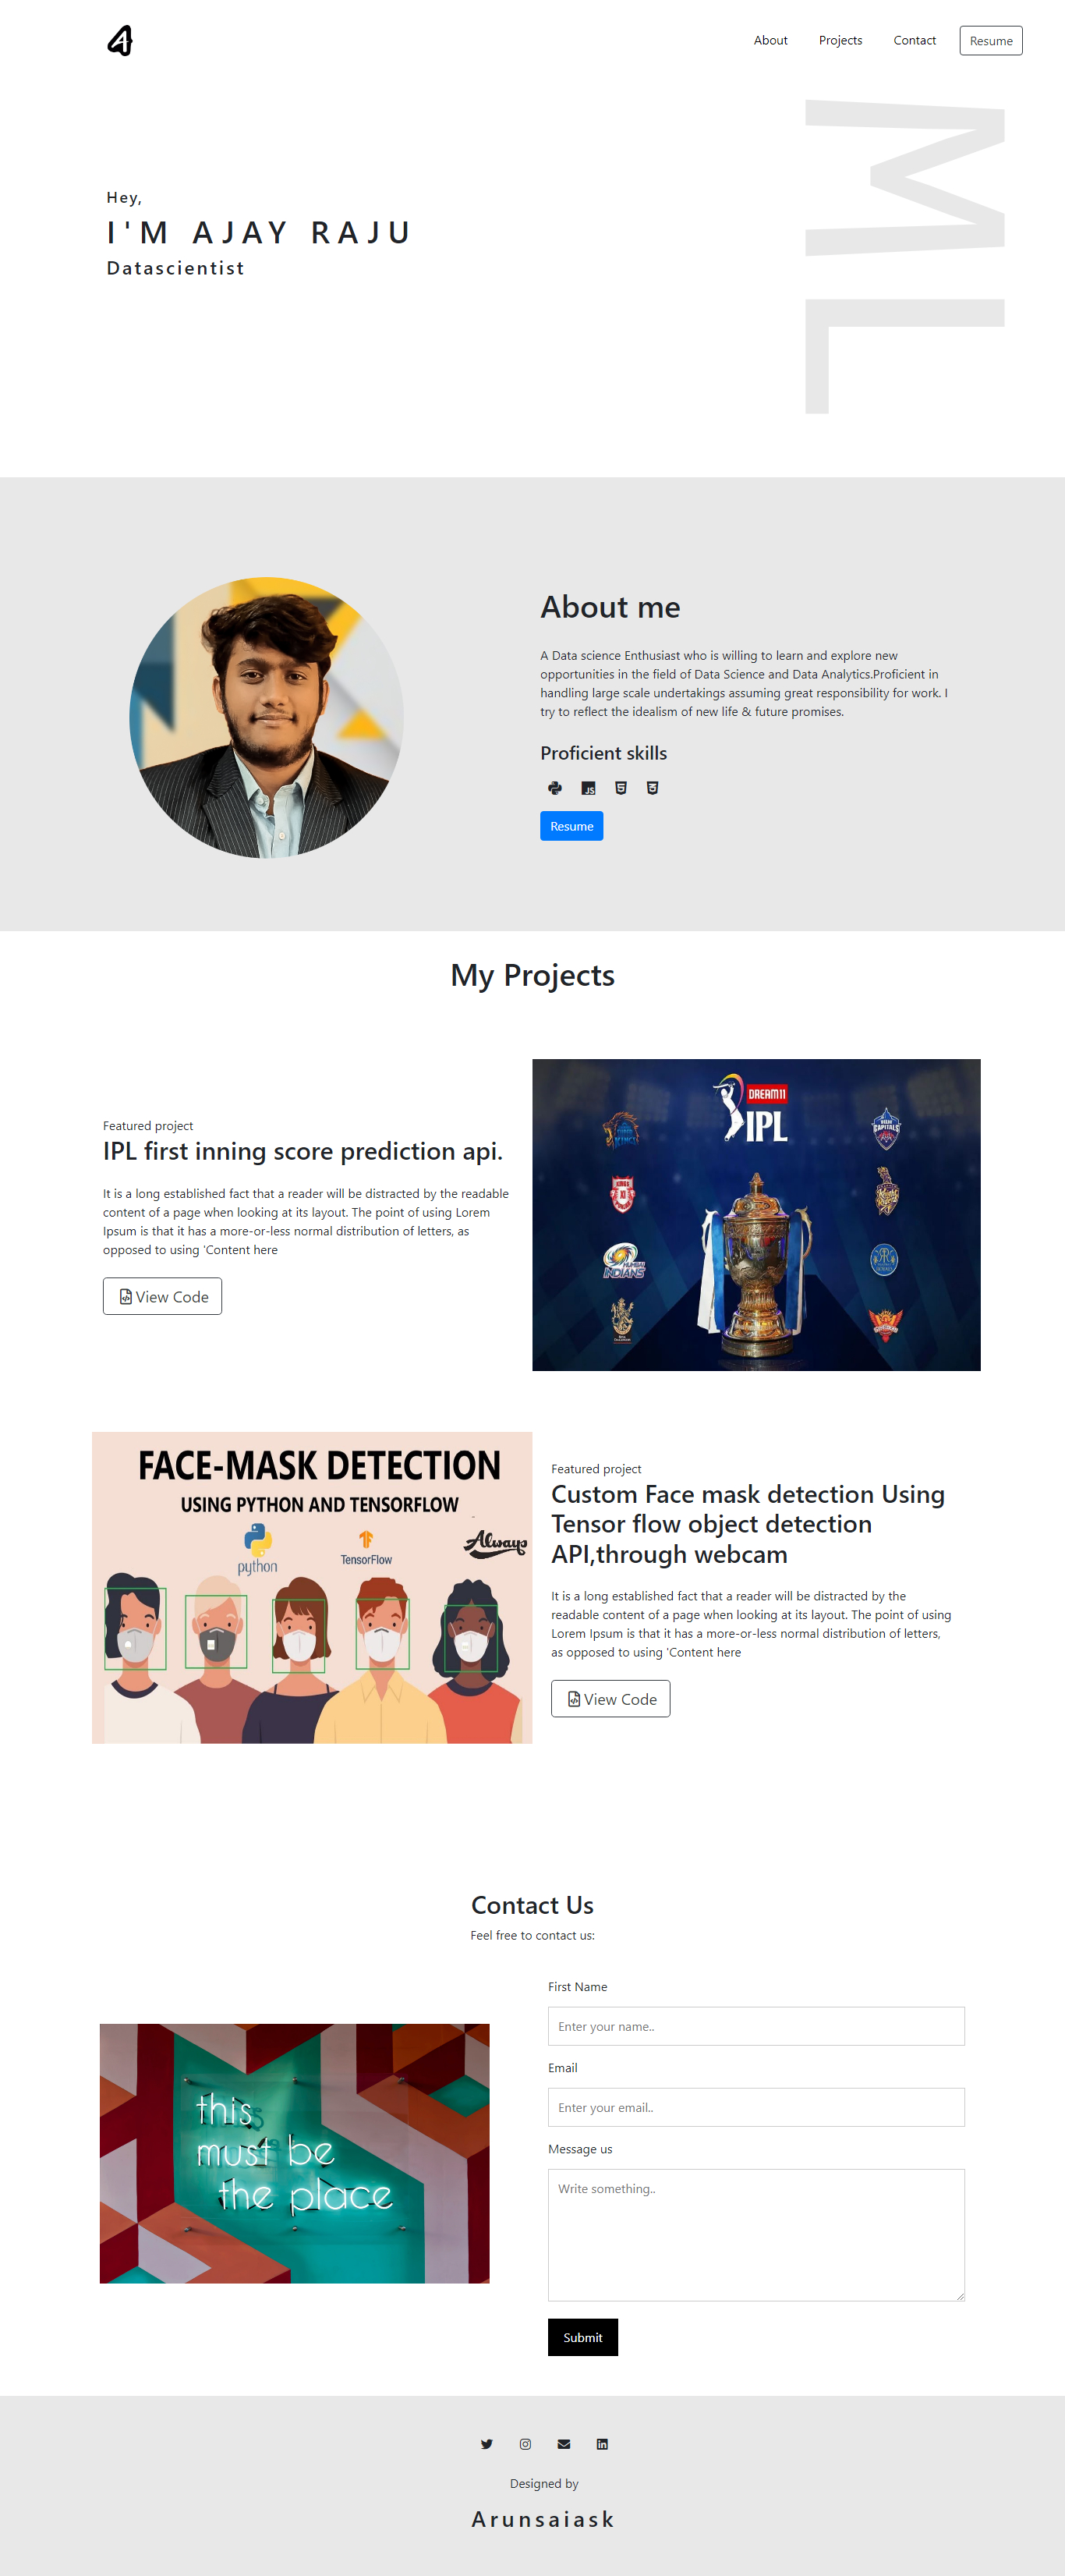 About Projects Contact Resume
ML
Hey,
I'M AJAY RAJU
Datascientist
About me
A Data science Enthusiast who is willing to learn and explore new
opportunities in the field of Data Science and Data Analytics.Proficient in
handling large scale undertakings assuming great responsibility for work. I
try to reflect the idealism of new life & future promises.
Proficient skills
JS
Resume
My Projects
Featured project
IPL first inning score prediction api.
It is a long established fact that a reader will be distracted by the readable
content of a page when looking at its layout. The point of using Lorem
Ipsum is that it has a more-or-less normal distribution of letters, as
opposed to using 'Content here
View Code
DREAM11
IPL
CAPITALS
INDIANS
FACE-MASK DETECTION
USING PYTHON AND TENSORFLOW
python
TensorFlow
Always
Featured project
Custom Face mask detection Using
Tensor flow object detection
API,through webcam
It is a long established fact that a reader will be distracted by the
readable content of a page when looking at its layout. The point of using
Lorem Ipsum is that it has a more-or-less normal distribution of letters,
as opposed to using 'Content here
View Code
Contact Us
Feel free to contact us:
this
must be
the place
First Name
Enter your name..
Email
Enter your email..
Message us
Write something..
Submit
Designed by
Arunsaiask